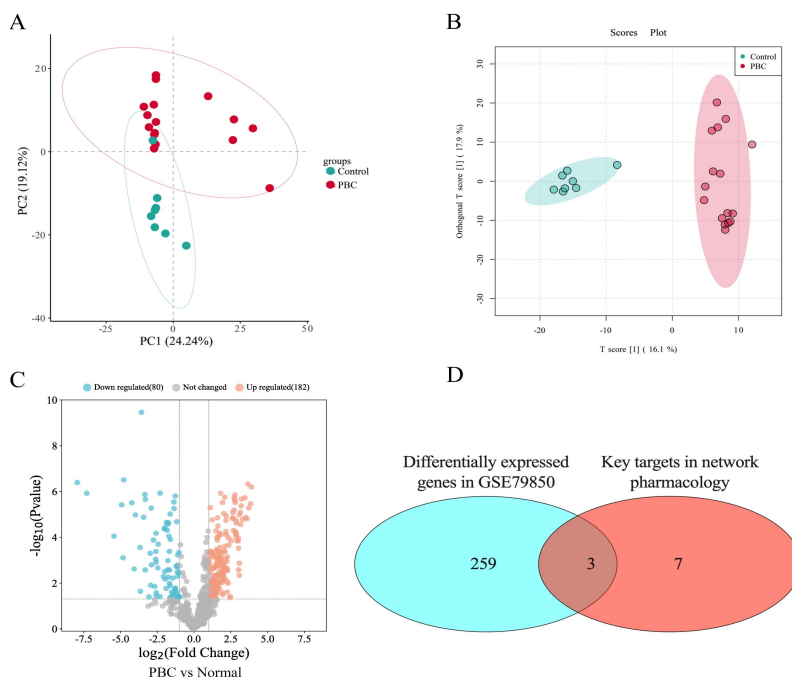 A
20
0
-20
-40
-25
0
25
50
PC2 (19.12%)
PC1 (24.24%)
groups
Control
PBC
B
Scores Plot
Control
PBC
30
20
10
0
-10
-20
-30
-20
-10
0
10
Orthogonal T score [1] ( 17.9 %)
T score [1] ( 16.1 %)
C
Down regulated(80) Not changed Up regulated(182)
10
8
6
4
2
0
-7.5
-5.0
-2.5
0.0
2.5
5.0
7.5
-log10(Pvalue)
log2(Fold Change)
PBC vs Normal
D
Differentially expressed
genes in GSE79850
Key targets in network
pharmacology
259
3
7